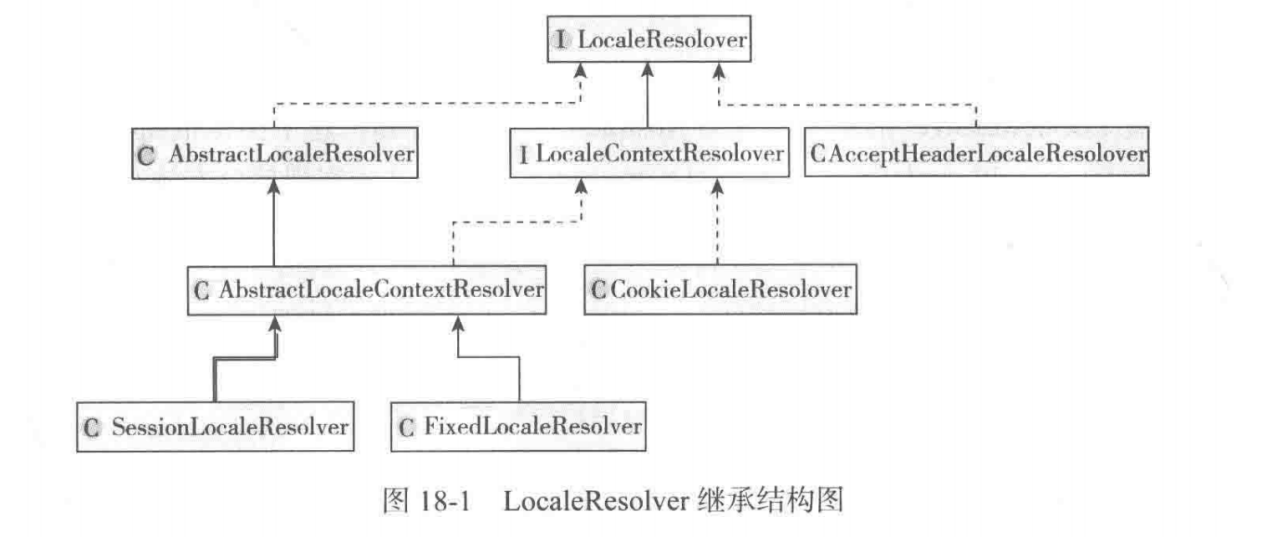 I LocaleResolover
C AbstractLocaleResolver
I LocaleContextResolover
C AcceptHeaderLocaleResolover
C AbstractLocaleContextResolver
C CookieLocaleResolover
C SessionLocaleResolver
C FixedLocaleResolver
图 18-1 LocaleResolver 继承结构图